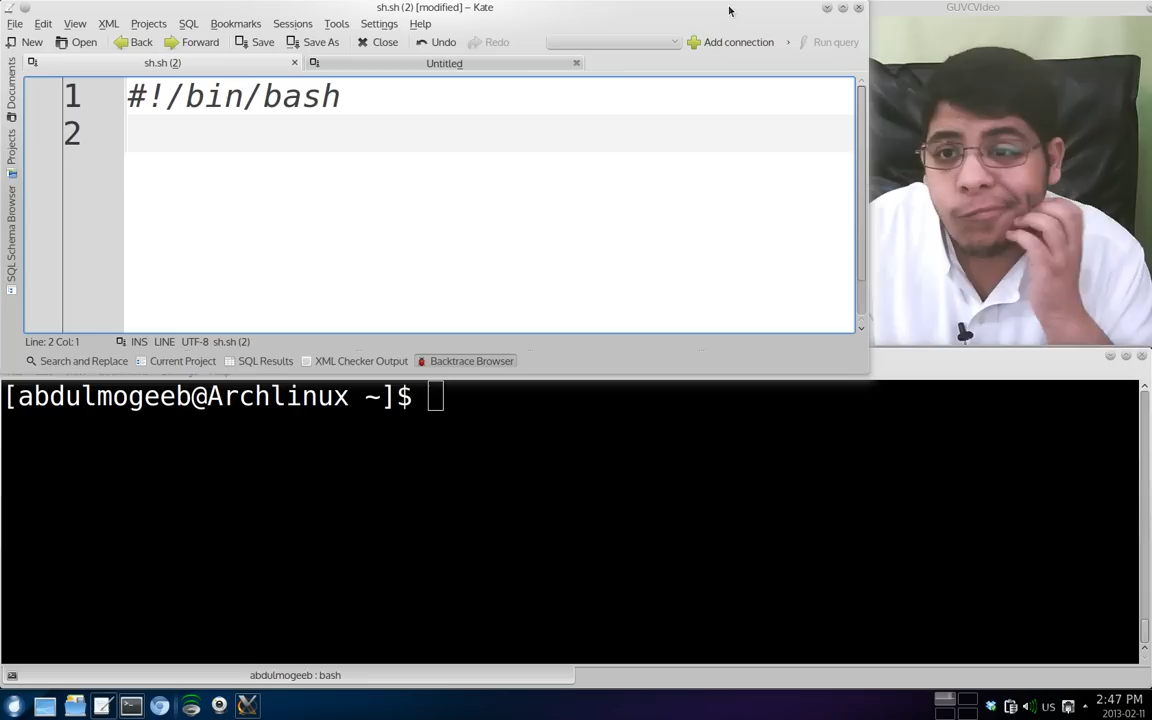 sh.sh (2) [modified] – Kate
GUVCVideo
File Edit View XML Projects SQL Bookmarks Sessions Tools Settings Help
New Open Back Forward Save Save As Close Undo Redo Add connection Run query
sh.sh (2) Untitled
Documents
Projects
SQL Schema Browser
1 #!/bin/bash
2
Line: 2 Col: 1 INS LINE UTF-8 sh.sh (2)
Search and Replace Current Project SQL Results XML Checker Output Backtrace Browser
[abdulmogeeb@Archlinux ~]$
abdulmogeeb : bash
US 2:47 PM
2013-02-11